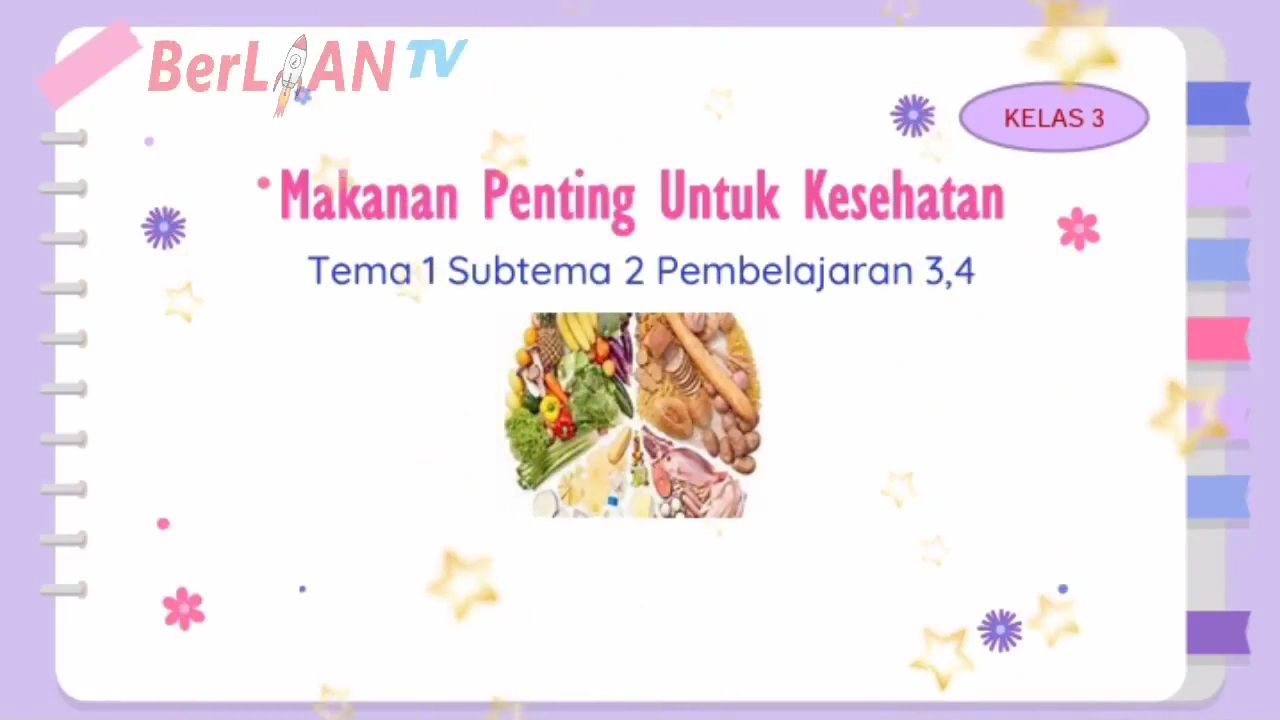 BerLIAN TV
KELAS 3
Makanan Penting Untuk Kesehatan
Tema 1 Subtema 2 Pembelajaran 3,4